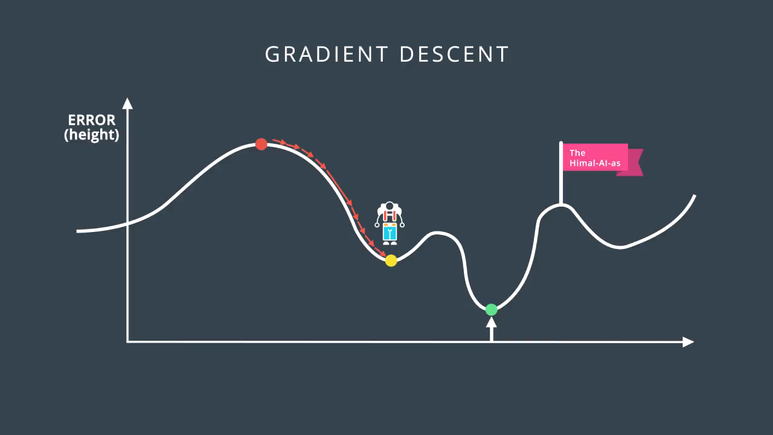 GRADIENT DESCENT
ERROR
(height)
The
Himal-AI-as